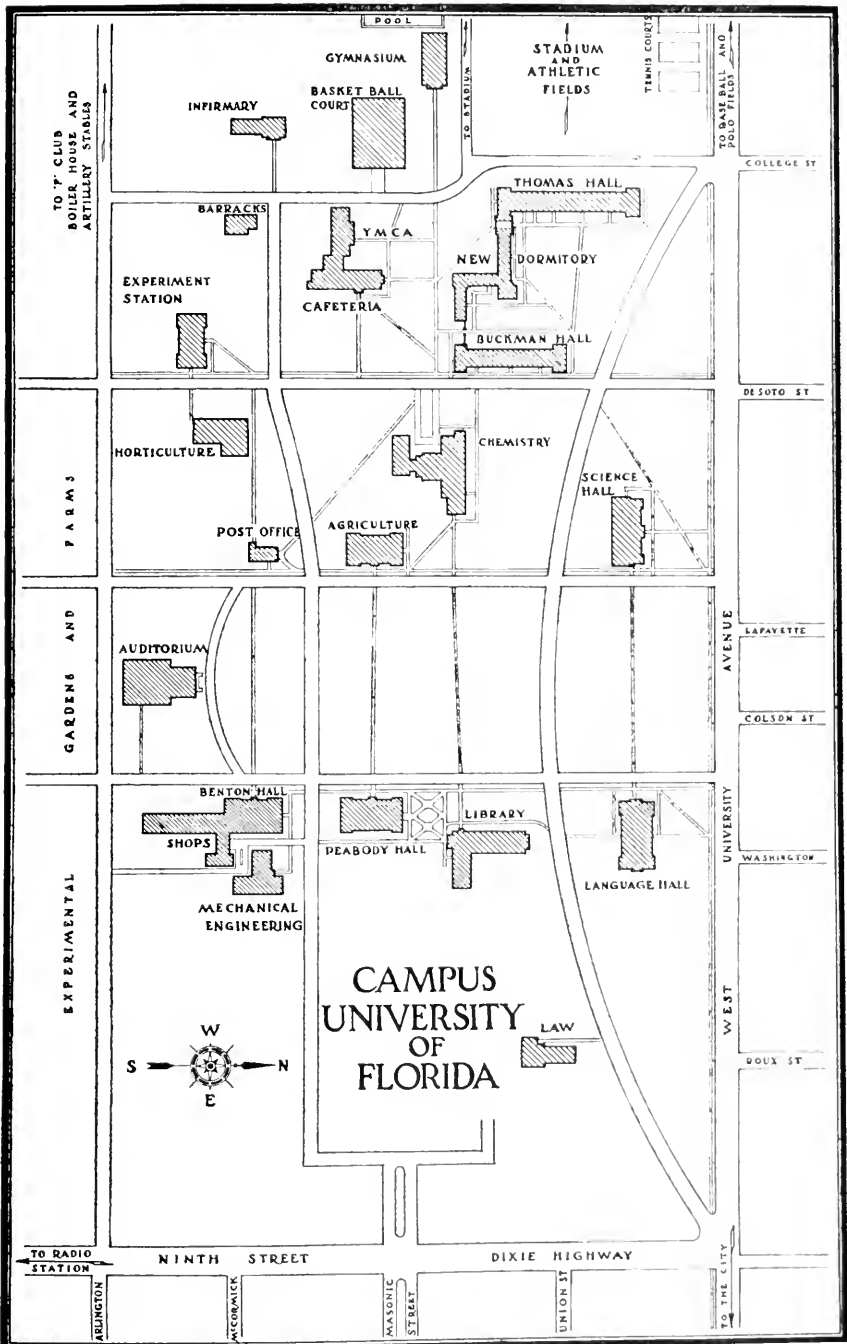 POOL
GYMNASIUM
STADIUM
AND
ATHLETIC
FIELDS
TENNIS COURTS
TO STADIUM
TO BASE BALL AND
POLO FIELDS
BASKET BALL
COURT
INFIRMARY
TO "F" CLUB
BOILER HOUSE AND
ARTILLERY STABLES
COLLEGE ST
THOMAS HALL
BARRACKS
YMCA
NEW DORMITORY
EXPERIMENT
STATION
CAFETERIA
BUCKMAN HALL
DESOTO ST
HORTICULTURE
CHEMISTRY
SCIENCE
HALL
POST OFFICE
AGRICULTURE
LAFAYETTE
AUDITORIUM
COLSON ST
BENTON HALL
SHOPS
PEABODY HALL
LIBRARY
LANGUAGE HALL
WASHINGTON
MECHANICAL
ENGINEERING
EXPERIMENTAL GARDENS AND FARMS
WEST UNIVERSITY AVENUE
CAMPUS
UNIVERSITY
OF
FLORIDA
LAW
ROUX ST
W
S N
E
TO RADIO
STATION
NINTH STREET
DIXIE HIGHWAY
TO THE CITY
ARLINGTON
MCCORMICK
MASONIC
STREET
UNION ST